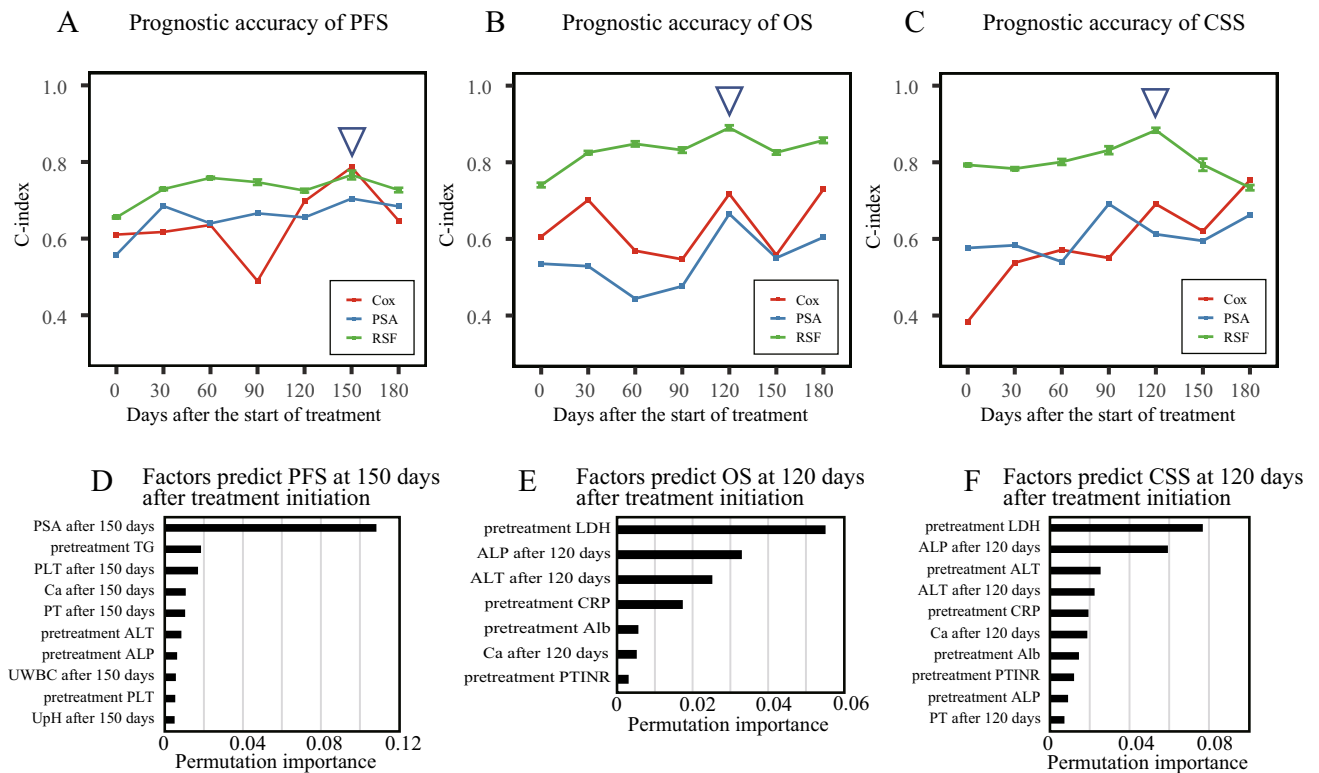 A Prognostic accuracy of PFS
1.0
0.8
0.6
0.4
C-index
Cox
PSA
RSF
0 30 60 90 120 150 180
Days after the start of treatment
B Prognostic accuracy of OS
1.0
0.8
0.6
0.4
C-index
Cox
PSA
RSF
0 30 60 90 120 150 180
Days after the start of treatment
C Prognostic accuracy of CSS
1.0
0.8
0.6
0.4
C-index
Cox
PSA
RSF
0 30 60 90 120 150 180
Days after the start of treatment
D Factors predict PFS at 150 days
after treatment initiation
PSA after 150 days
pretreatment TG
PLT after 150 days
Ca after 150 days
PT after 150 days
pretreatment ALT
pretreatment ALP
UWBC after 150 days
pretreatment PLT
UpH after 150 days
0 0.04 0.08 0.12
Permutation importance
E Factors predict OS at 120 days
after treatment initiation
pretreatment LDH
ALP after 120 days
ALT after 120 days
pretreatment CRP
pretreatment Alb
Ca after 120 days
pretreatment PTINR
0 0.02 0.04 0.06
Permutation importance
F Factors predict CSS at 120 days
after treatment initiation
pretreatment LDH
ALP after 120 days
pretreatment ALT
ALT after 120 days
pretreatment CRP
Ca after 120 days
pretreatment Alb
pretreatment PTINR
pretreatment ALP
PT after 120 days
0 0.04 0.08
Permutation importance